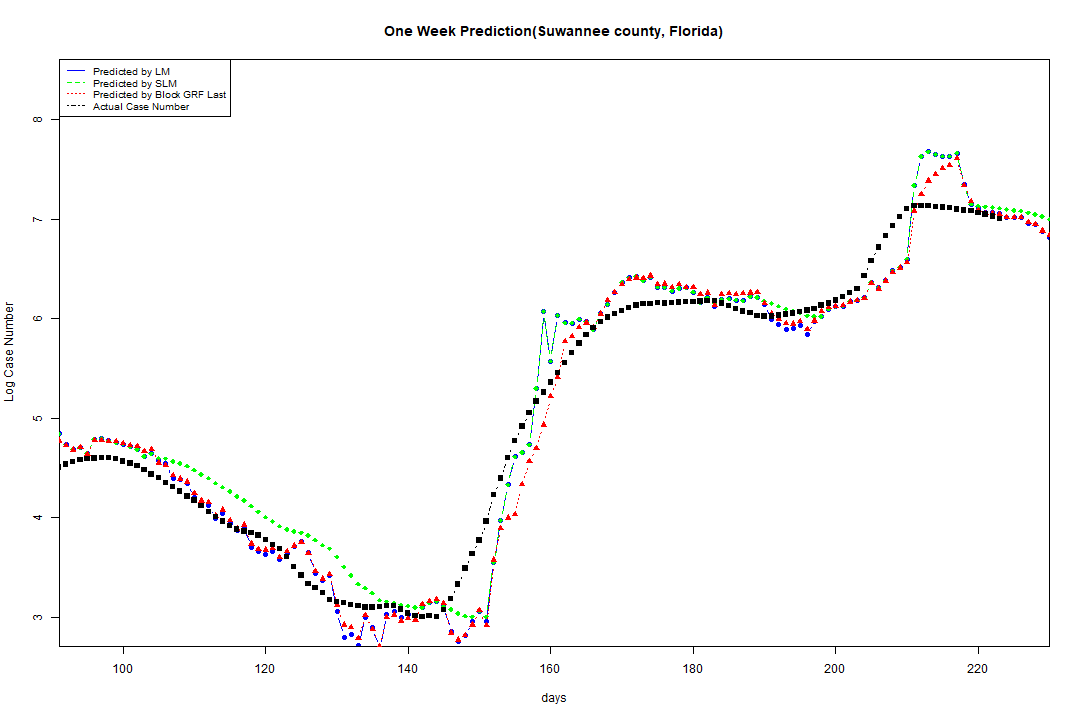 One Week Prediction(Suwannee county, Florida)
Predicted by LM
Predicted by SLM
Predicted by Block GRF Last
Actual Case Number
Log Case Number
8
7
6
5
4
3
100 120 140 160 180 200 220
days